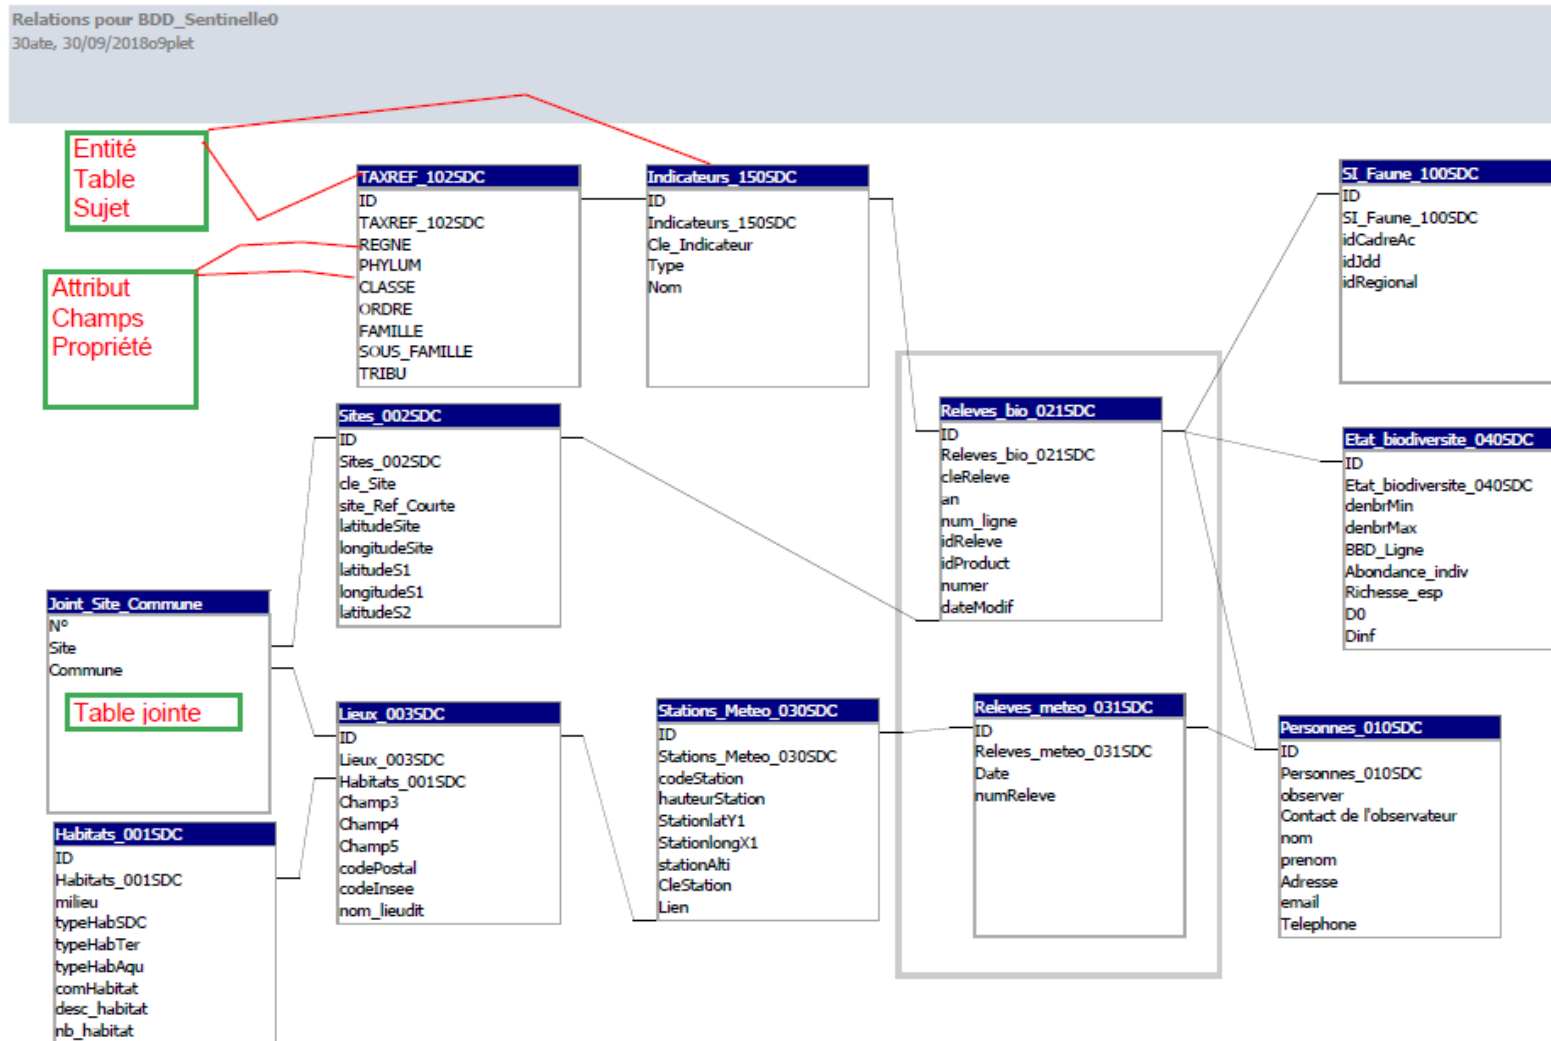 Relations pour BDD_Sentinelle0
30ate, 30/09/2018o9plet
Entité
Table
Sujet
Attribut
Champs
Propriété
TAXREF_102SDC
ID
TAXREF_102SDC
REGNE
PHYLUM
CLASSE
ORDRE
FAMILLE
SOUS_FAMILLE
TRIBU
Indicateurs_150SDC
ID
Indicateurs_150SDC
Cle_Indicateur
Type
Nom
SI_Faune_100SDC
ID
SI_Faune_100SDC
idCadreAc
idJdd
idRegional
Sites_002SDC
ID
Sites_002SDC
cle_Site
site_Ref_Courte
latitudeSite
longitudeSite
latitudeS1
longitudeS1
latitudeS2
Releves_bio_021SDC
ID
Releves_bio_021SDC
cleReleve
an
num_ligne
idReleve
idProduct
numer
dateModif
Etat_biodiversite_040SDC
ID
Etat_biodiversite_040SDC
denbrMin
denbrMax
BBD_Ligne
Abondance_indiv
Richesse_esp
D0
Dinf
Joint_Site_Commune
N°
Site
Commune
Table jointe
Lieux_003SDC
ID
Lieux_003SDC
Habitats_001SDC
Champ3
Champ4
Champ5
codePostal
codeInsee
nom_lieudit
Stations_Meteo_030SDC
ID
Stations_Meteo_030SDC
codeStation
hauteurStation
StationlatY1
StationlongX1
stationAlti
CleStation
Lien
Releves_meteo_031SDC
ID
Releves_meteo_031SDC
Date
numReleve
Personnes_010SDC
ID
Personnes_010SDC
observer
Contact de l'observateur
nom
prenom
Adresse
email
Telephone
Habitats_001SDC
ID
Habitats_001SDC
milieu
typeHabSDC
typeHabTer
typeHabAqu
comHabitat
desc_habitat
nb_habitat